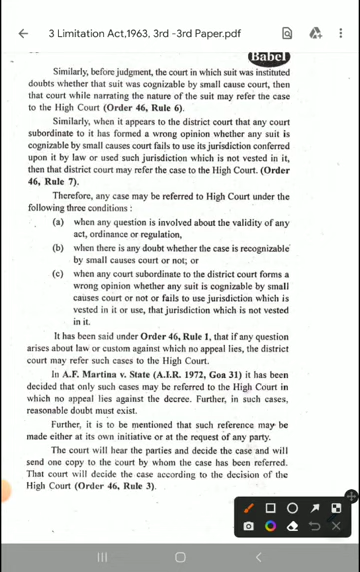 3 Limitation Act,1963, 3rd -3rd Paper.pdf
Babel
Similarly, before judgment, the court in which suit was instituted
doubts whether that suit was cognizable by small cause court, then
that court while narrating the nature of the suit may refer the case
to the High Court (Order 46, Rule 6).
Similarly, when it appears to the district court that any court
subordinate to it has formed a wrong opinion whether any suit is
cognizable by small causes court fails to use its jurisdiction conferred
upon it by law or used such jurisdiction which is not vested in it,
then that district court may refer the case to the High Court. (Order
46, Rule 7).
Therefore, any case may be referred to High Court under the
following three conditions :
(a) when any question is involved about the validity of any
act, ordinance or regulation,
(b) when there is any doubt whether the case is recognizable
by small causes court or not; or
(c) when any court subordinate to the district court forms a
wrong opinion whether any suit is cognizable by small
causes court or not or fails to use jurisdiction which is
vested in it or use, that jurisdiction which is not vested
in it.
It has been said under Order 46, Rule 1, that if any question
arises about law or custom against which no appeal lies, the district
court may refer such cases to the High Court.
In A.F. Martina v. State (A.I.R. 1972, Goa 31) it has been
decided that only such cases may be referred to the High Court in
which no appeal lies against the decree. Further, in such cases,
reasonable doubt must exist.
Further, it is to be mentioned that such reference may be
made either at its own initiative or at the request of any party.
The court will hear the parties and decide the case and will
send one copy to the court by whom the case has been referred.
That court will decide the case according to the decision of the
High Court (Order 46, Rule 3).